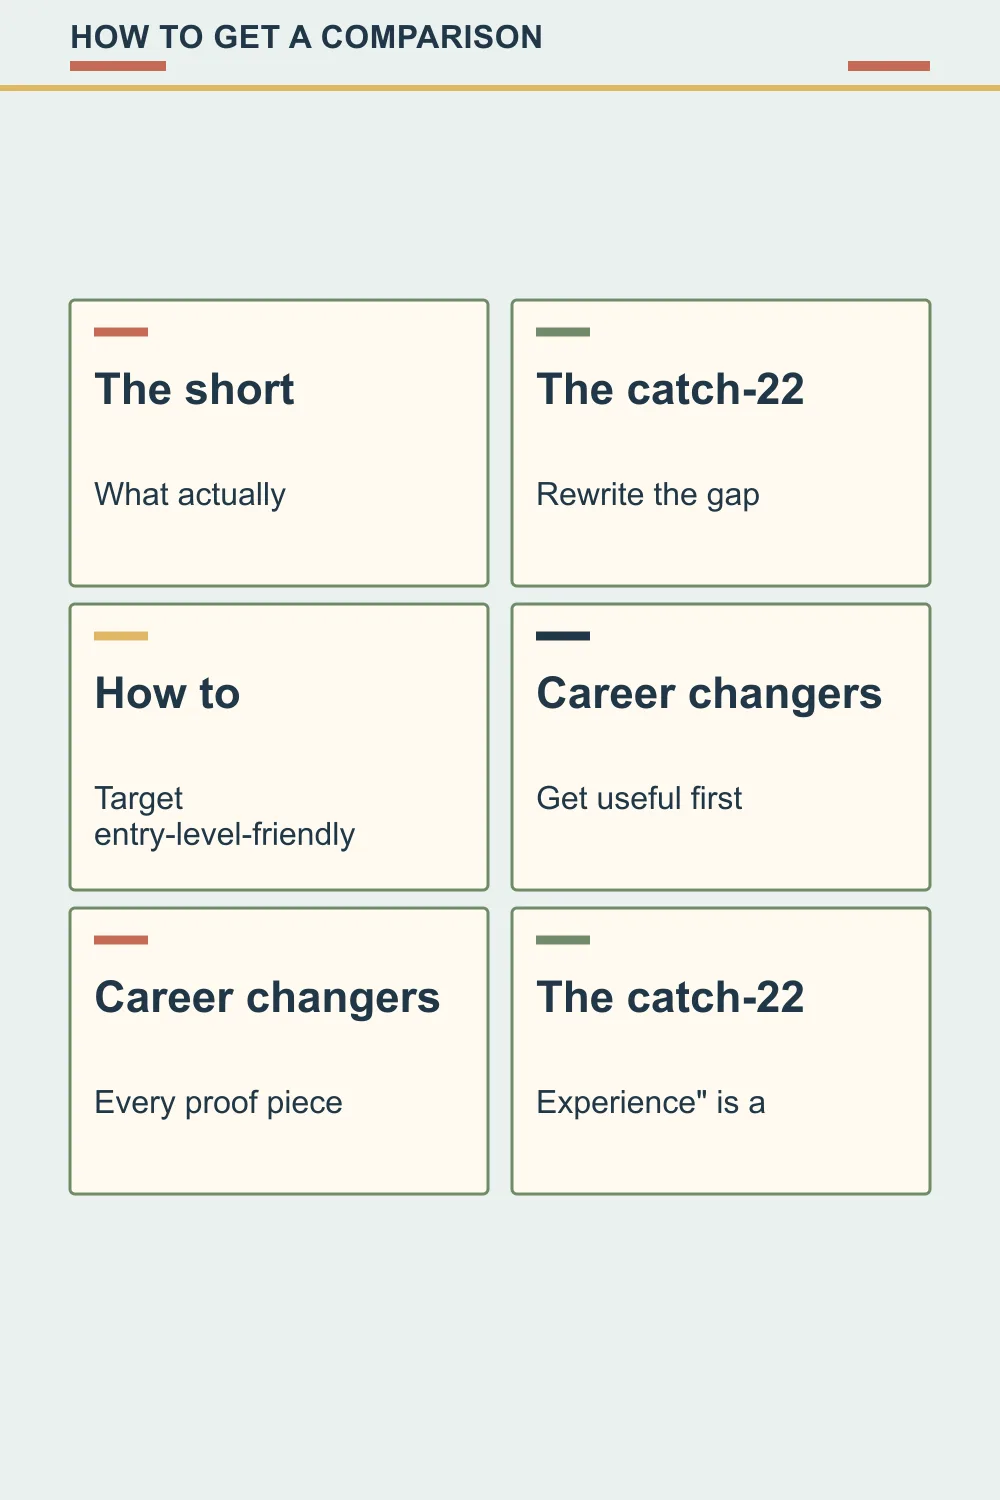 HOW TO GET A COMPARISON
The short
What actually
The catch-22
Rewrite the gap
How to
Target
entry-level-friendly
Career changers
Get useful first
Career changers
Every proof piece
The catch-22
Experience" is a